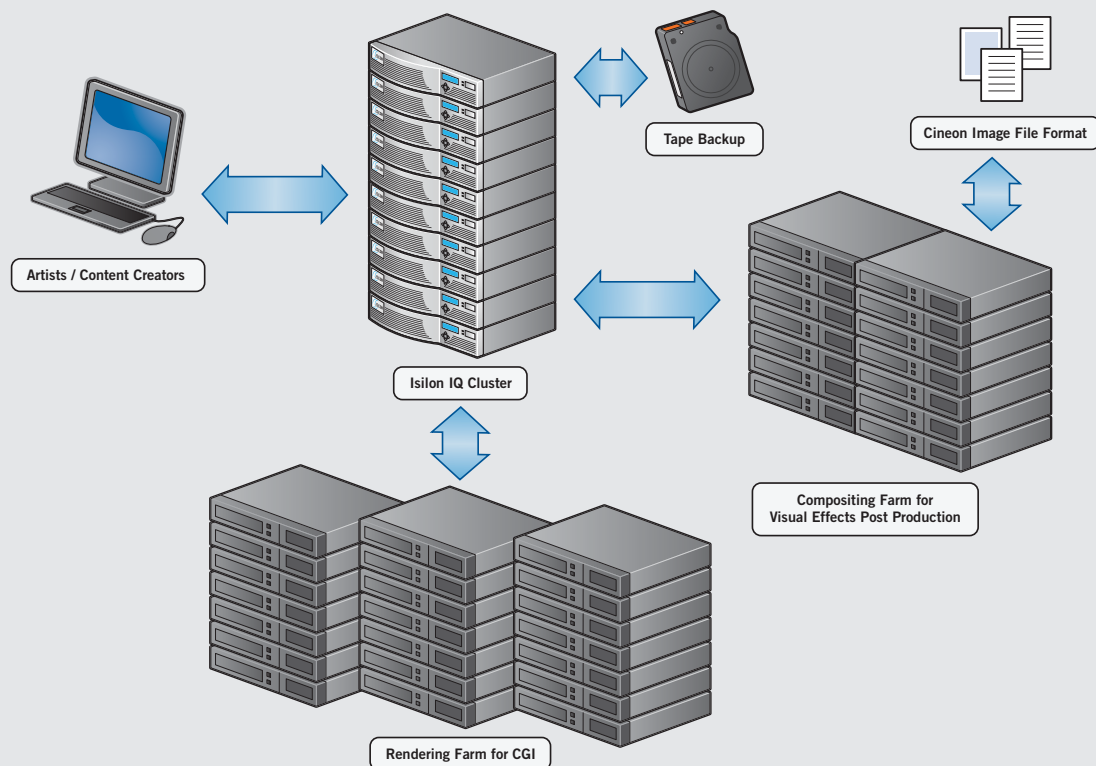 Tape Backup
Cineon Image File Format
Artists / Content Creators
Isilon IQ Cluster
Compositing Farm for
Visual Effects Post Production
Rendering Farm for CGI